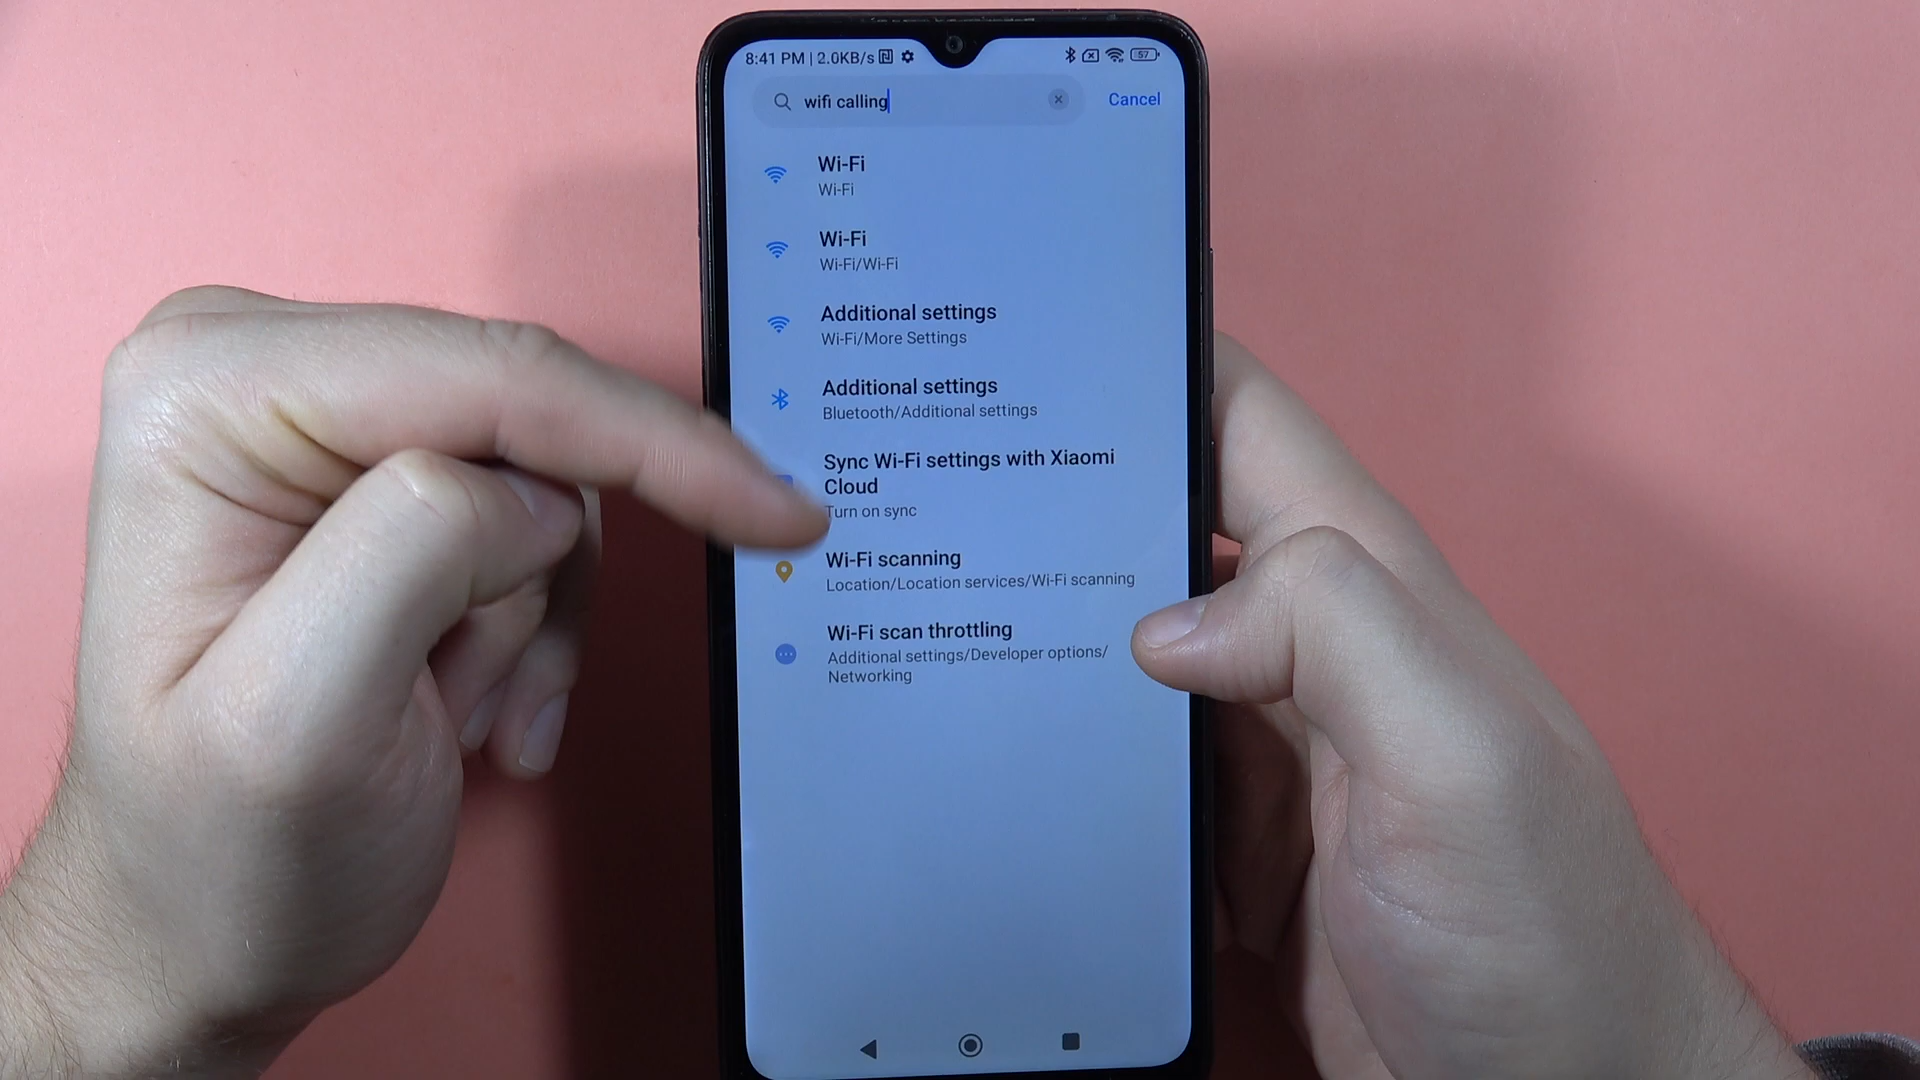 8:41 PM | 2.0KB/s
57
wifi calling
Cancel
Wi-Fi
Wi-Fi
Wi-Fi
Wi-Fi/Wi-Fi
Additional settings
Wi-Fi/More Settings
Additional settings
Bluetooth/Additional settings
Sync Wi-Fi settings with Xiaomi
Cloud
Turn on sync
Wi-Fi scanning
Location/Location services/Wi-Fi scanning
Wi-Fi scan throttling
Additional settings/Developer options/
Networking